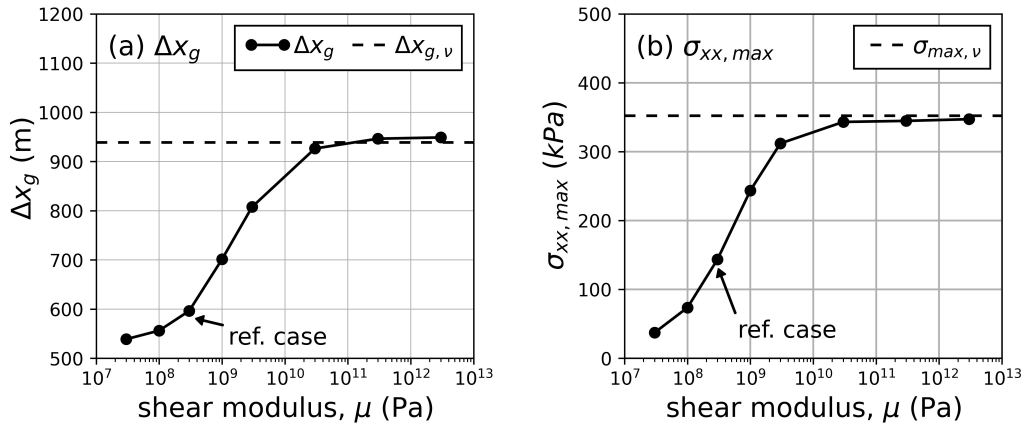 (a) Δx_g
Δx_g
Δx_{g, ν}
1200
1100
1000
900
800
700
600
500
Δx_g (m)
ref. case
10^7
10^8
10^9
10^10
10^11
10^12
10^13
shear modulus, μ (Pa)
(b) σ_{xx, max}
σ_{max, ν}
500
400
300
200
100
0
σ_{xx, max} (kPa)
ref. case
10^7
10^8
10^9
10^10
10^11
10^12
10^13
shear modulus, μ (Pa)